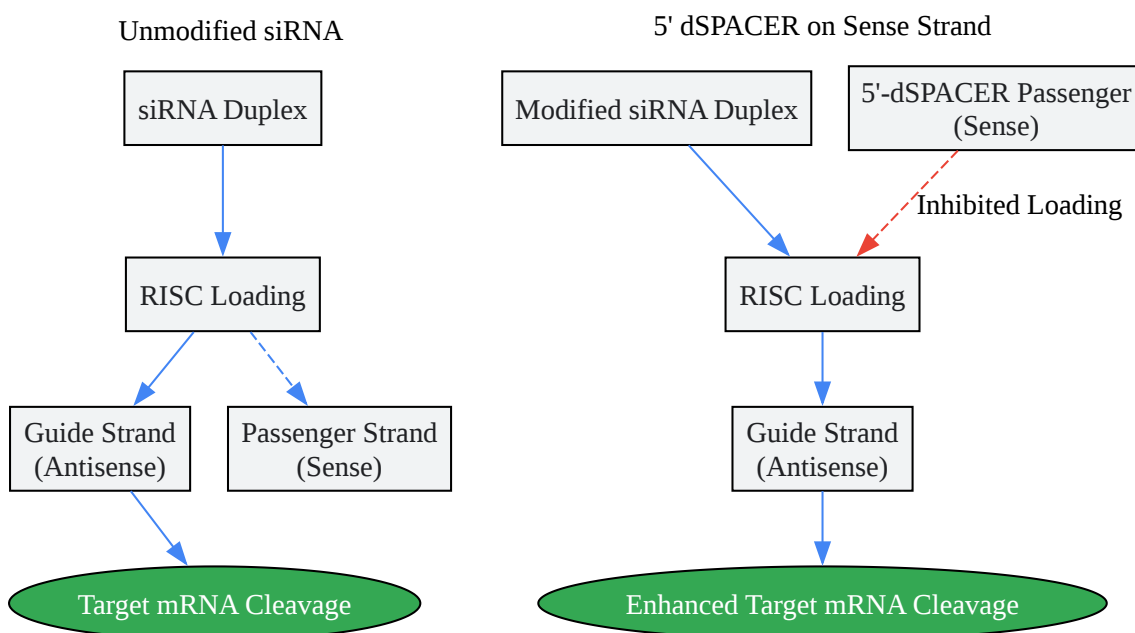 Unmodified siRNA
siRNA Duplex
RISC Loading
Guide Strand
(Antisense)
Passenger Strand
(Sense)
Target mRNA Cleavage
5' dSPACER on Sense Strand
Modified siRNA Duplex
5'-dSPACER Passenger
(Sense)
Inhibited Loading
RISC Loading
Guide Strand
(Antisense)
Enhanced Target mRNA Cleavage